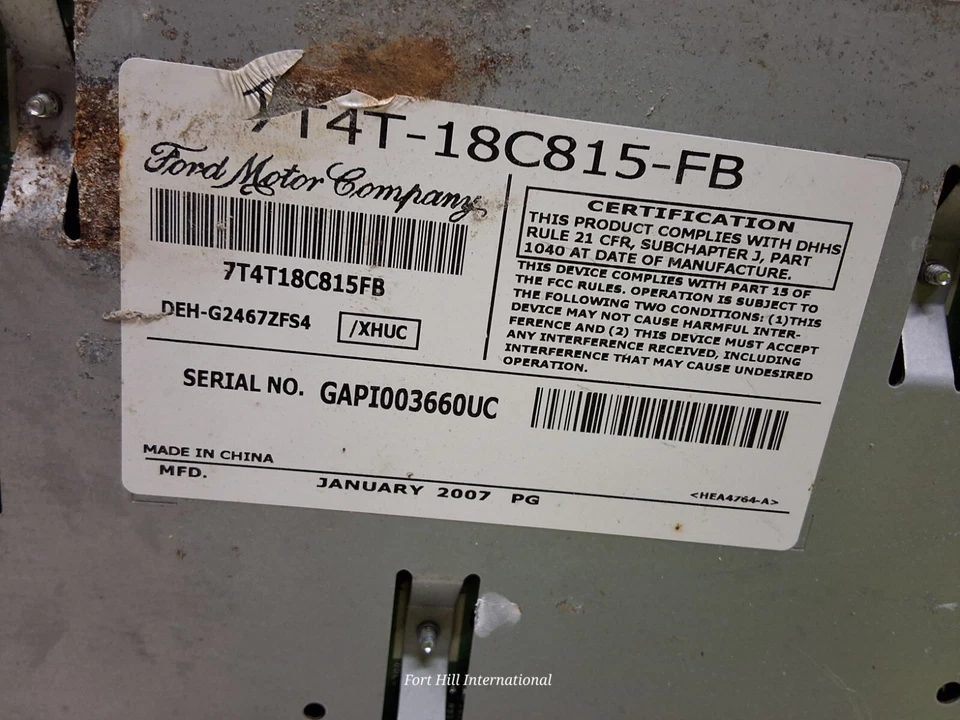 7T4T-18C815-FB
Ford Motor Company
7T4T18C815FB
DEH-G2467ZFS4 /XHUC
CERTIFICATION
THIS PRODUCT COMPLIES WITH DHHS
RULE 21 CFR, SUBCHAPTER J, PART
1040 AT DATE OF MANUFACTURE.
THIS DEVICE COMPLIES WITH PART 15 OF
THE FCC RULES. OPERATION IS SUBJECT TO
THE FOLLOWING TWO CONDITIONS: (1)THIS
DEVICE MAY NOT CAUSE HARMFUL INTER-
FERENCE AND (2) THIS DEVICE MUST ACCEPT
ANY INTERFERENCE RECEIVED, INCLUDING
INTERFERENCE THAT MAY CAUSE UNDESIRED
OPERATION.
SERIAL NO. GAPI003660UC
MADE IN CHINA
MFD.
JANUARY 2007 PG
<HEA4764-A>
Fort Hill International